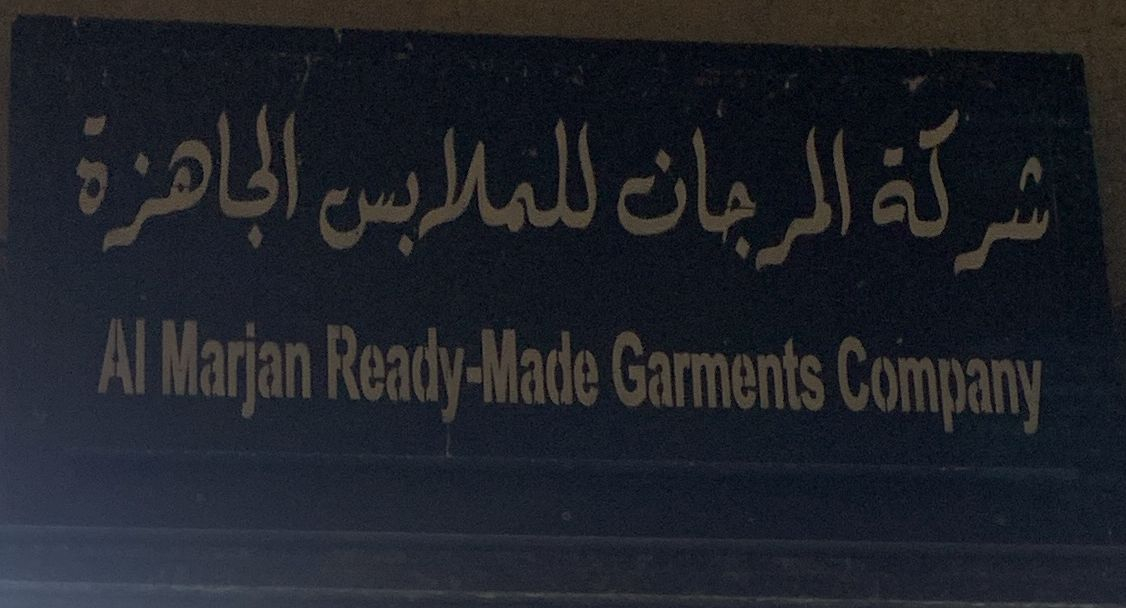 شركة المرجان للملابس الجاهزة
Al Marjan Ready-Made Garments Company